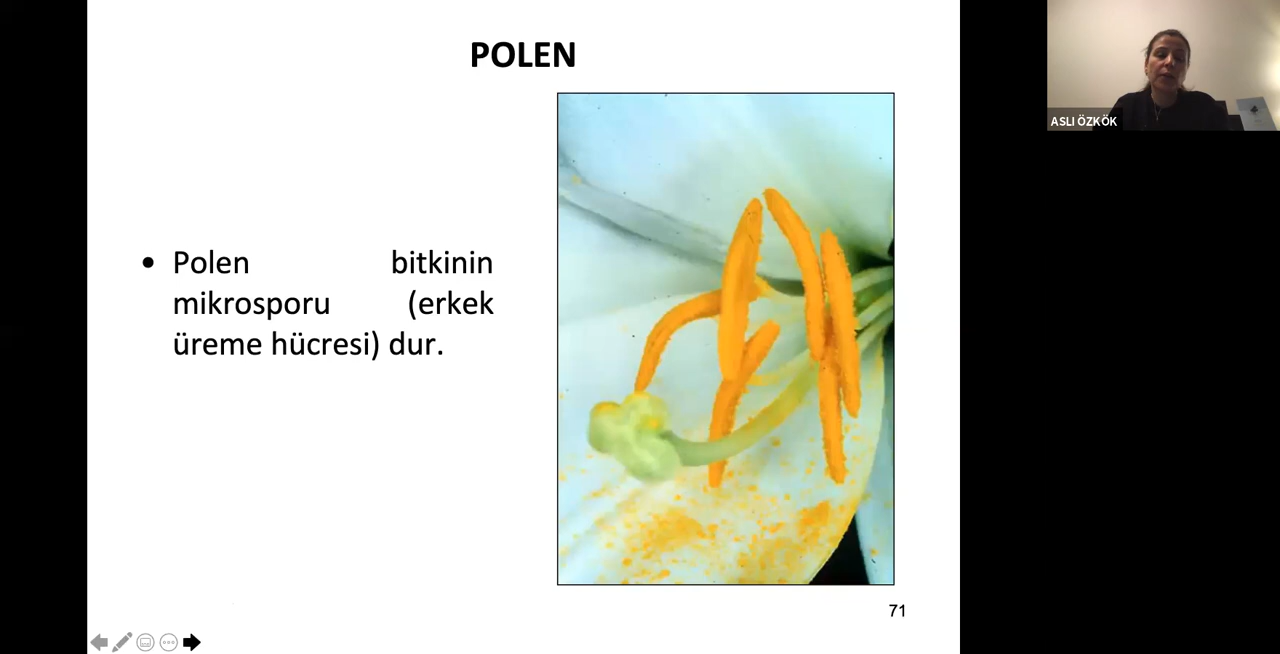 POLEN
ASLI ÖZKÖK
• Polen bitkinin
mikrosporu (erkek
üreme hücresi) dur.
71